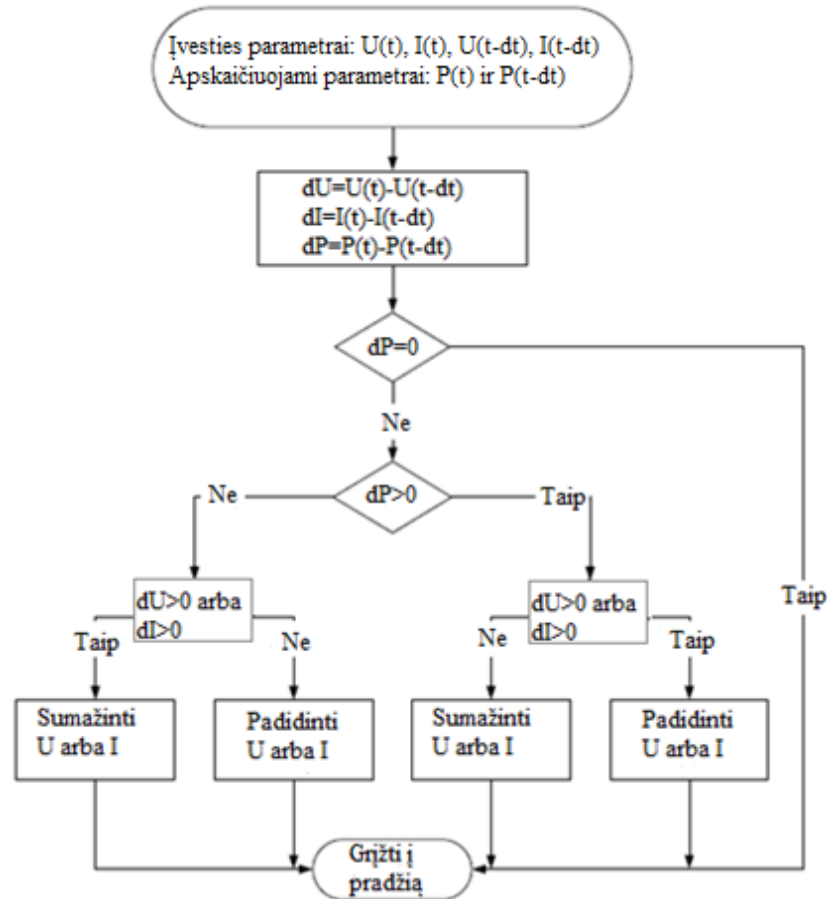 Įvesties parametrai: U(t), I(t), U(t-dt), I(t-dt)
Apskaičiuojami parametrai: P(t) ir P(t-dt)
dU=U(t)-U(t-dt)
dI=I(t)-I(t-dt)
dP=P(t)-P(t-dt)
dP=0
Ne
dP>0
Ne
Taip
Taip
dU>0 arba
dI>0
dU>0 arba
dI>0
Taip
Ne
Ne
Taip
Sumažinti
U arba I
Padidinti
U arba I
Sumažinti
U arba I
Padidinti
U arba I
Grįžti į
pradžią